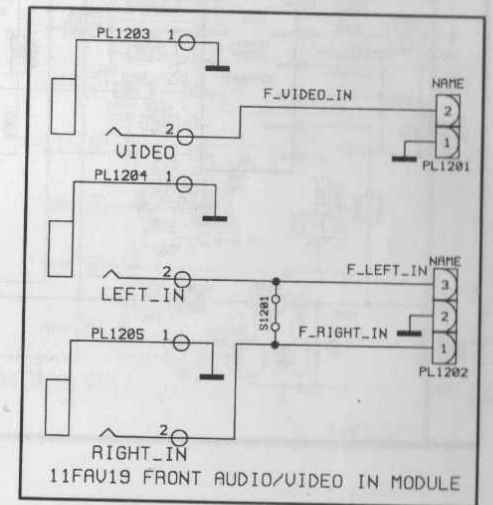 PL1203 1
F_VIDEO_IN
NAME
2
1
PL1201
2
VIDEO
PL1204 1
2
LEFT_IN
F_LEFT_IN
NAME
3
2
1
PL1202
S1201
F_RIGHT_IN
PL1205 1
2
RIGHT_IN
11FAV19 FRONT AUDIO/VIDEO IN MODULE